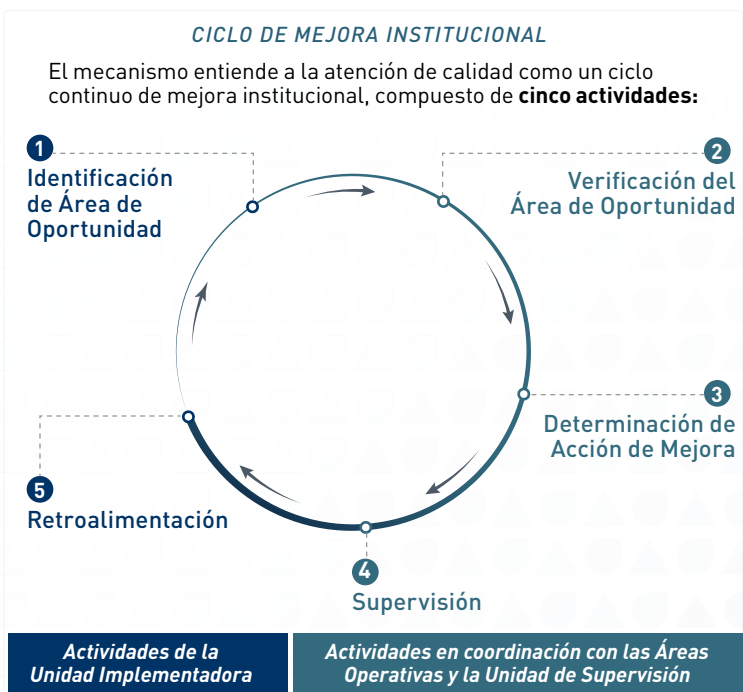 CICLO DE MEJORA INSTITUCIONAL
El mecanismo entiende a la atención de calidad como un ciclo
continuo de mejora institucional, compuesto de cinco actividades:
1
Identificación
de Área de
Oportunidad
2
Verificación del
Área de Oportunidad
3
Determinación de
Acción de Mejora
4
Supervisión
5
Retroalimentación
Actividades de la
Unidad Implementadora
Actividades en coordinación con las Áreas
Operativas y la Unidad de Supervisión